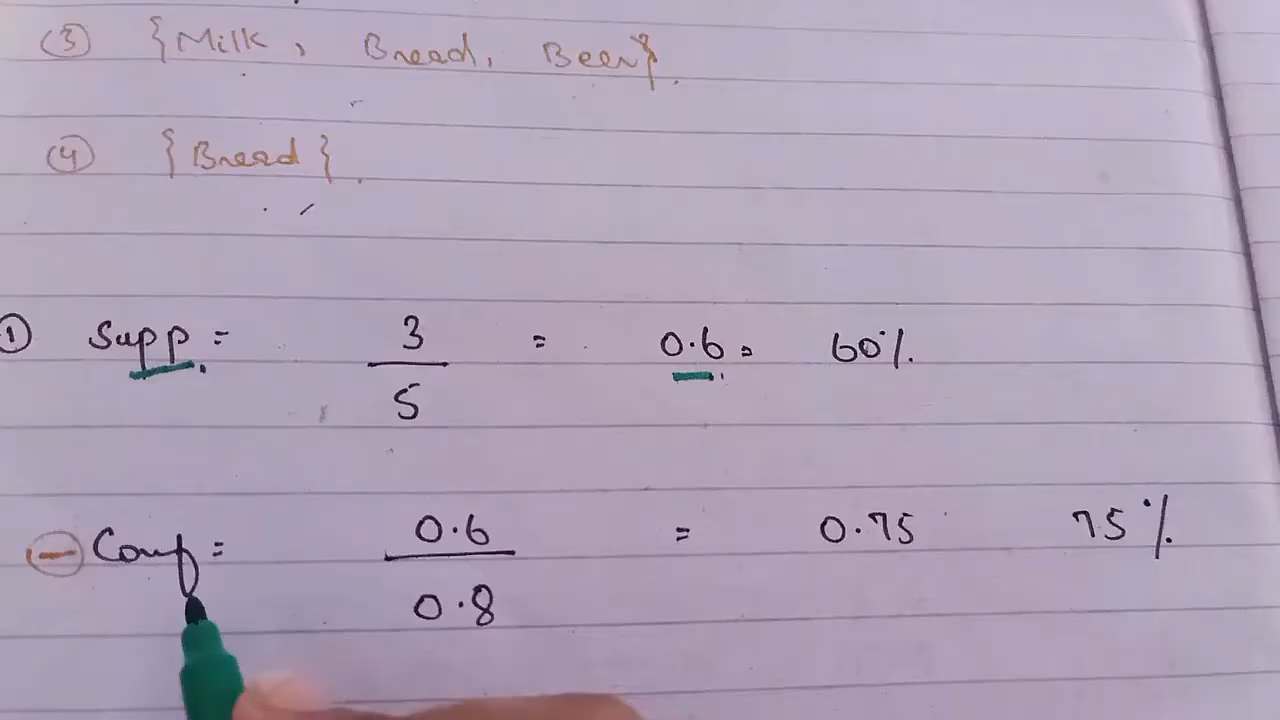 ③ {Milk, Bread, Beer}.
④ {Bread}.
① Supp = 3/5 = 0.6 = 60%.
Conf = 0.6/0.8 = 0.75 75%